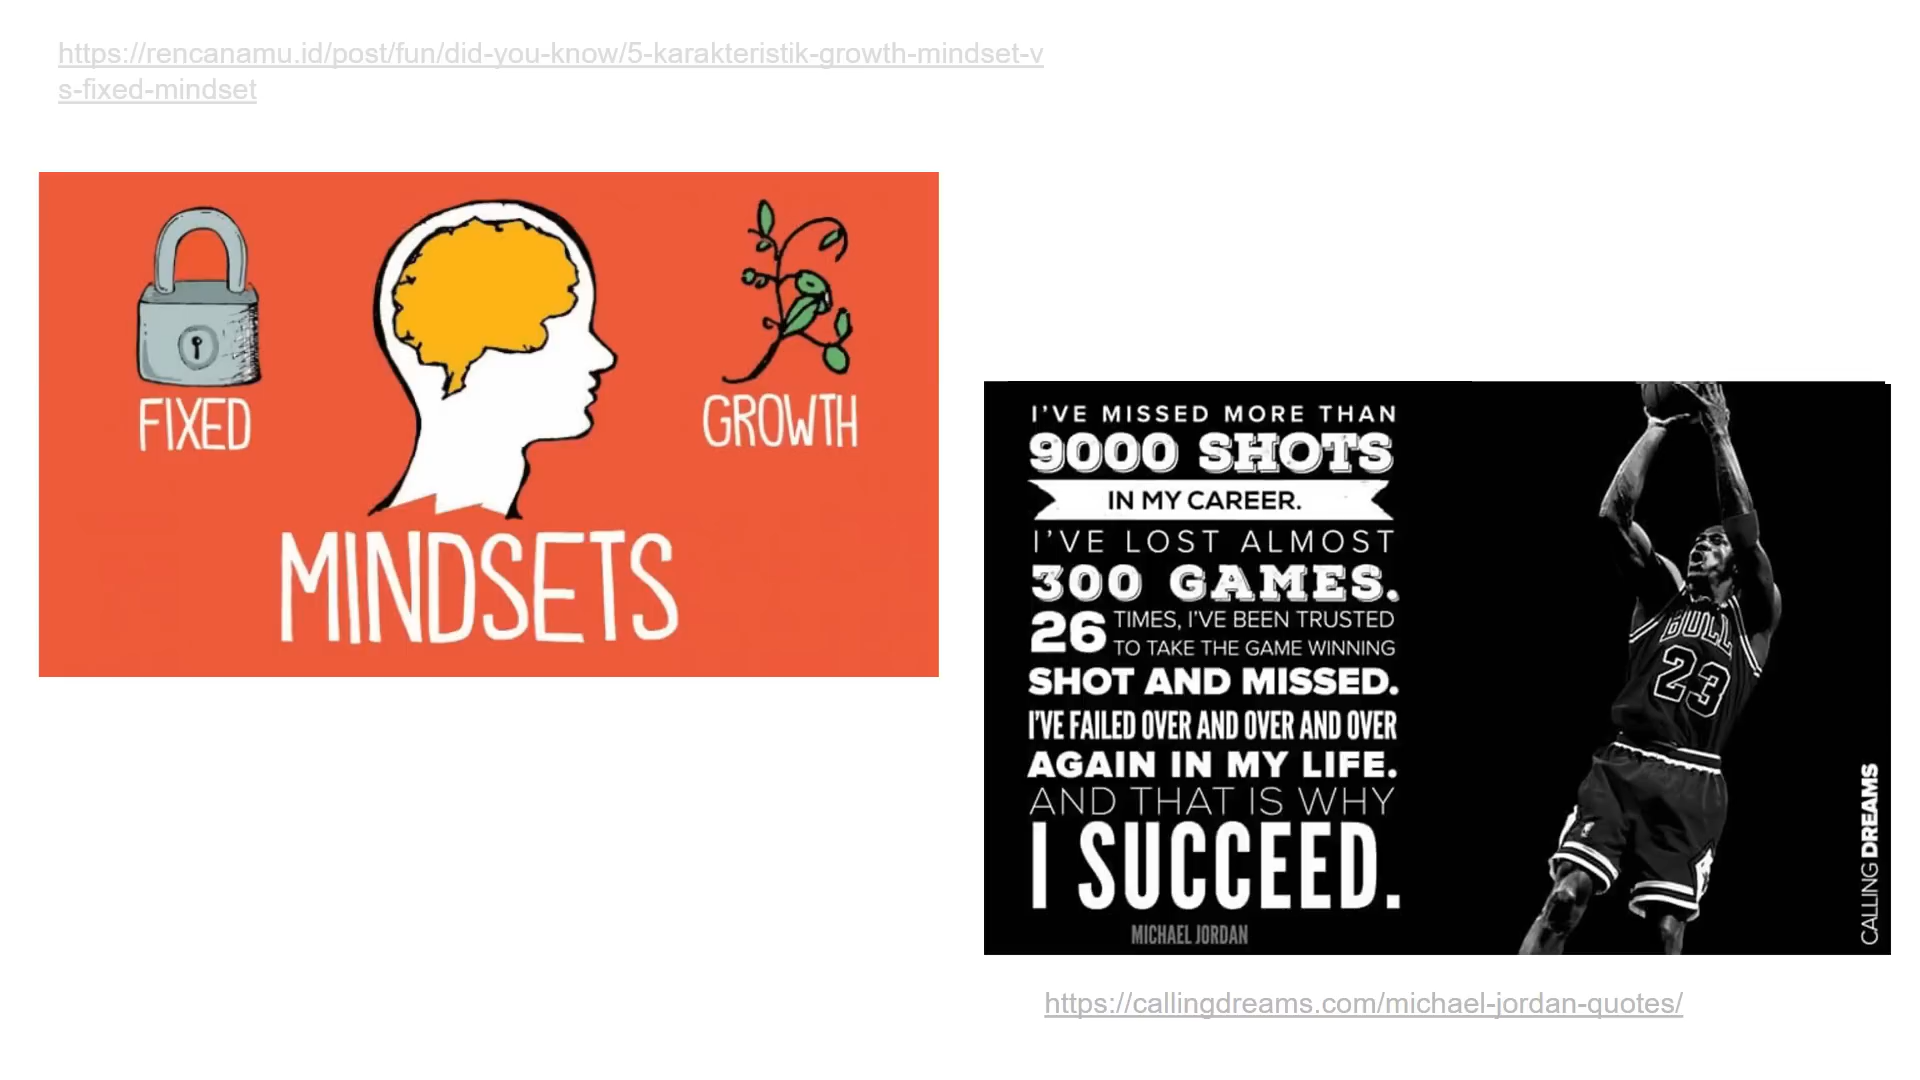 https://rencanamu.id/post/fun/did-you-know/5-karakteristik-growth-mindset-v
s-fixed-mindset
FIXED
GROWTH
MINDSETS
I'VE MISSED MORE THAN
9000 SHOTS
IN MY CAREER.
I'VE LOST ALMOST
300 GAMES.
26 TIMES, I'VE BEEN TRUSTED
TO TAKE THE GAME WINNING
SHOT AND MISSED.
I'VE FAILED OVER AND OVER AND OVER
AGAIN IN MY LIFE.
AND THAT IS WHY
I SUCCEED.
MICHAEL JORDAN
BULL
23
CALLING DREAMS
https://callingdreams.com/michael-jordan-quotes/